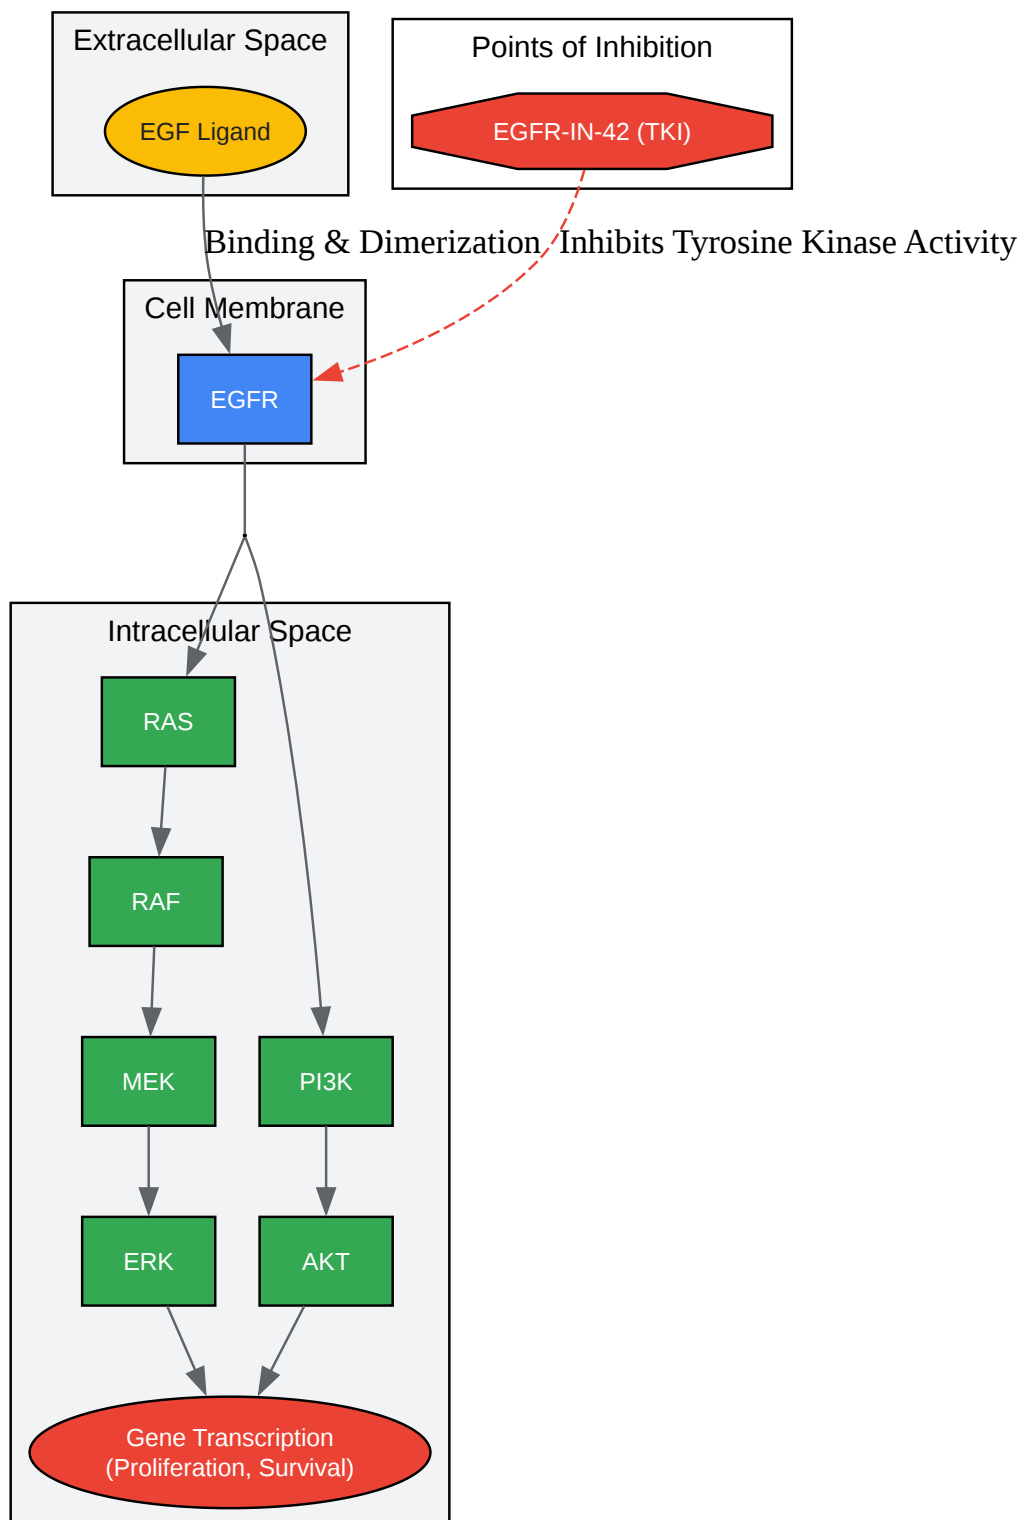 Extracellular Space
EGF Ligand
Points of Inhibition
EGFR-IN-42 (TKI)
Binding & Dimerization
Inhibits Tyrosine Kinase Activity
Cell Membrane
EGFR
Intracellular Space
RAS
RAF
MEK
PI3K
ERK
AKT
Gene Transcription
(Proliferation, Survival)